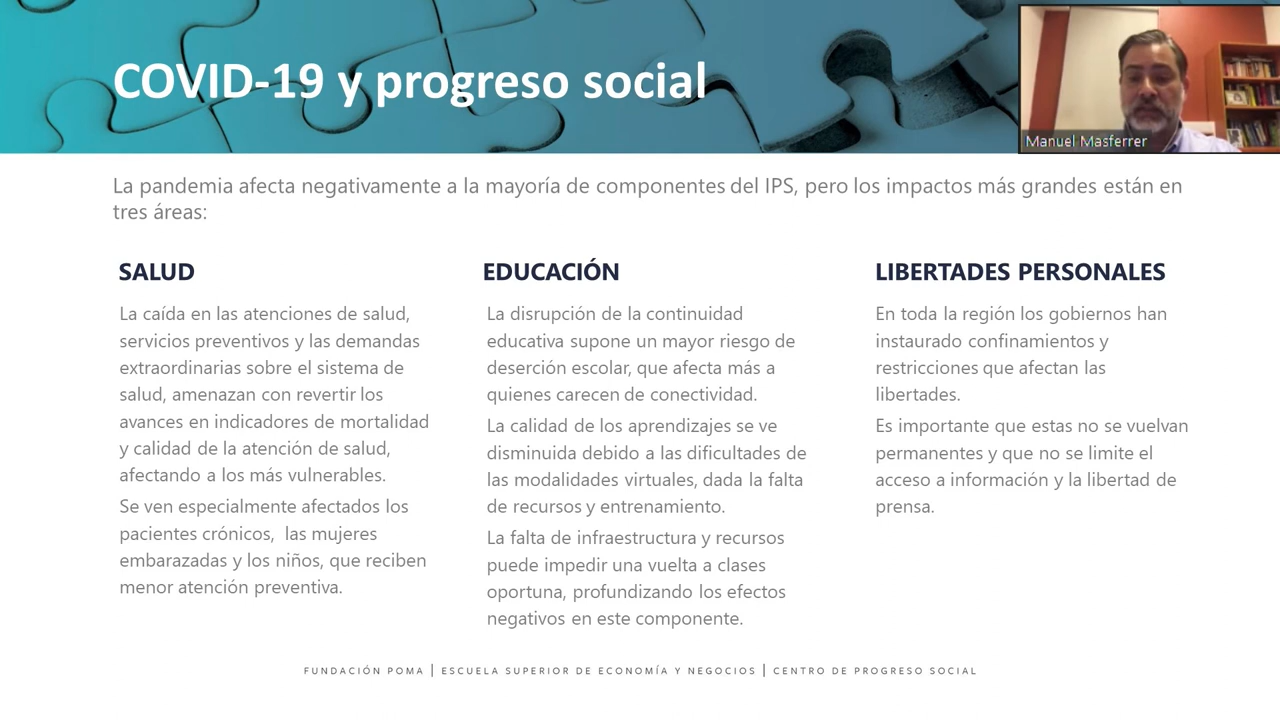 COVID-19 y progreso social
Manuel Masferrer
La pandemia afecta negativamente a la mayoría de componentes del IPS, pero los impactos más grandes están en
tres áreas:
SALUD
La caída en las atenciones de salud,
servicios preventivos y las demandas
extraordinarias sobre el sistema de
salud, amenazan con revertir los
avances en indicadores de mortalidad
y calidad de la atención de salud,
afectando a los más vulnerables.
Se ven especialmente afectados los
pacientes crónicos,  las mujeres
embarazadas y los niños, que reciben
menor atención preventiva.
EDUCACIÓN
La disrupción de la continuidad
educativa supone un mayor riesgo de
deserción escolar, que afecta más a
quienes carecen de conectividad.
La calidad de los aprendizajes se ve
disminuida debido a las dificultades de
las modalidades virtuales, dada la falta
de recursos y entrenamiento.
La falta de infraestructura y recursos
puede impedir una vuelta a clases
oportuna, profundizando los efectos
negativos en este componente.
LIBERTADES PERSONALES
En toda la región los gobiernos han
instaurado confinamientos y
restricciones que afectan las
libertades.
Es importante que estas no se vuelvan
permanentes y que no se limite el
acceso a información y la libertad de
prensa.
FUNDACIÓN POMA | ESCUELA SUPERIOR DE ECONOMÍA Y NEGOCIOS | CENTRO DE PROGRESO SOCIAL